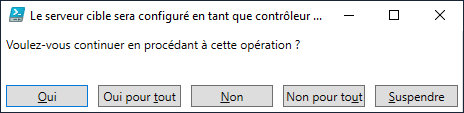 Le serveur cible sera configuré en tant que contrôleur ...
Voulez-vous continuer en procédant à cette opération ?
Oui Oui pour tout Non Non pour tout Suspendre